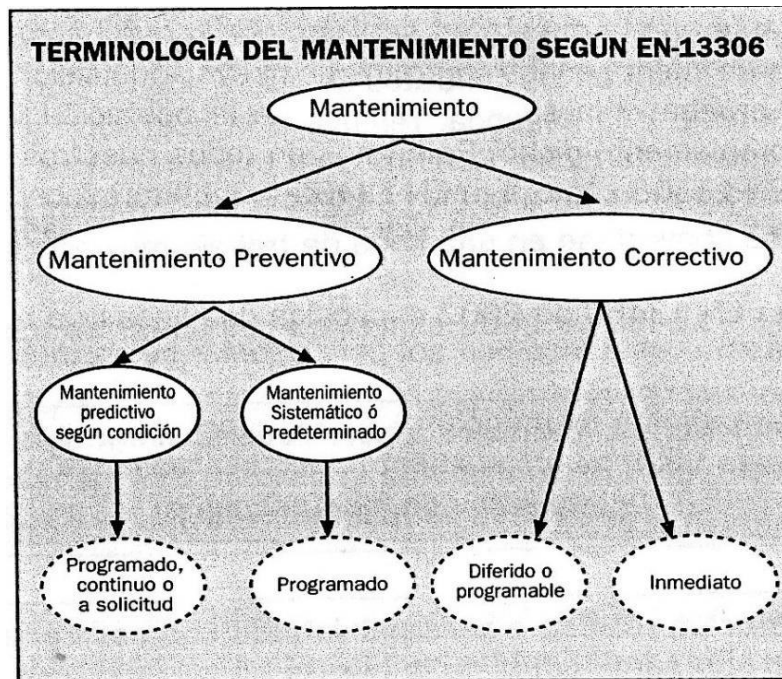 TERMINOLOGÍA DEL MANTENIMIENTO SEGÚN EN-13306
Mantenimiento
Mantenimiento Preventivo
Mantenimiento Correctivo
Mantenimiento
predictivo
según condición
Mantenimiento
Sistemático ó
Predeterminado
Programado,
continuo o
a solicitud
Programado
Diferido o
programable
Inmediato